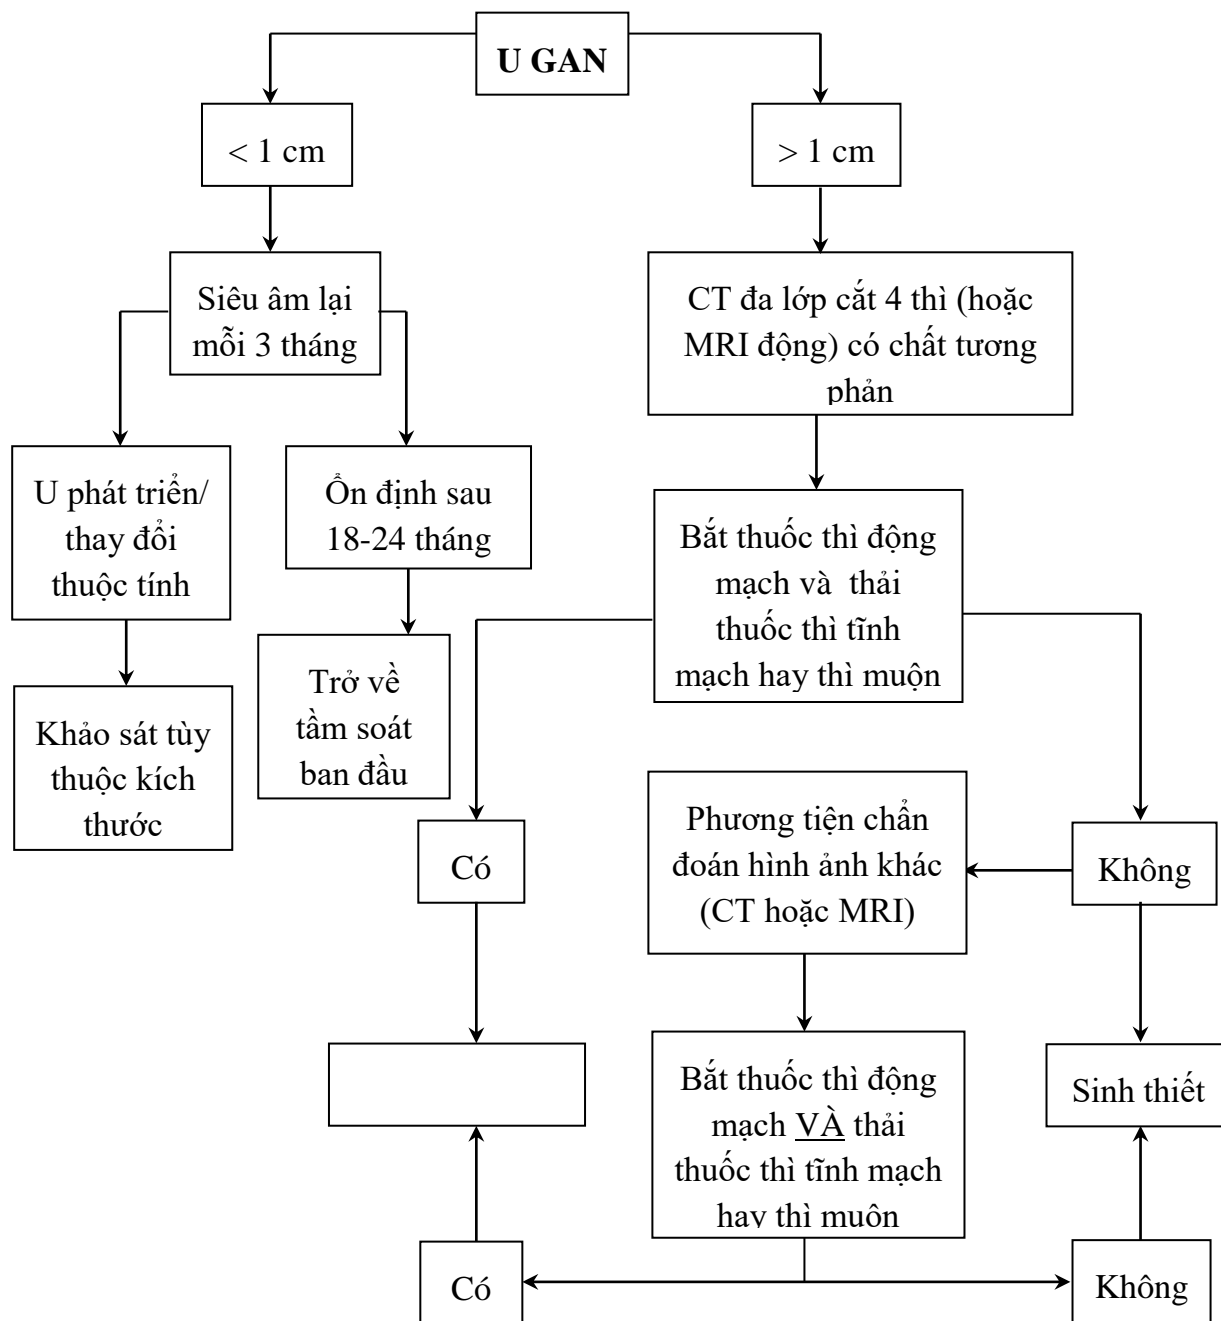 U GAN
< 1 cm
> 1 cm
Siêu âm lại
mỗi 3 tháng
CT đa lớp cắt 4 thì (hoặc
MRI động) có chất tương
phản
U phát triển/
thay đổi
thuộc tính
Ổn định sau
18-24 tháng
Bắt thuốc thì động
mạch và thải
thuốc thì tĩnh
mạch hay thì muộn
Khảo sát tùy
thuộc kích
thước
Trở về
tầm soát
ban đầu
Có
Phương tiện chẩn
đoán hình ảnh khác
(CT hoặc MRI)
Không
Bắt thuốc thì động
mạch VÀ thải
thuốc thì tĩnh mạch
hay thì muộn
Sinh thiết
Có
Không